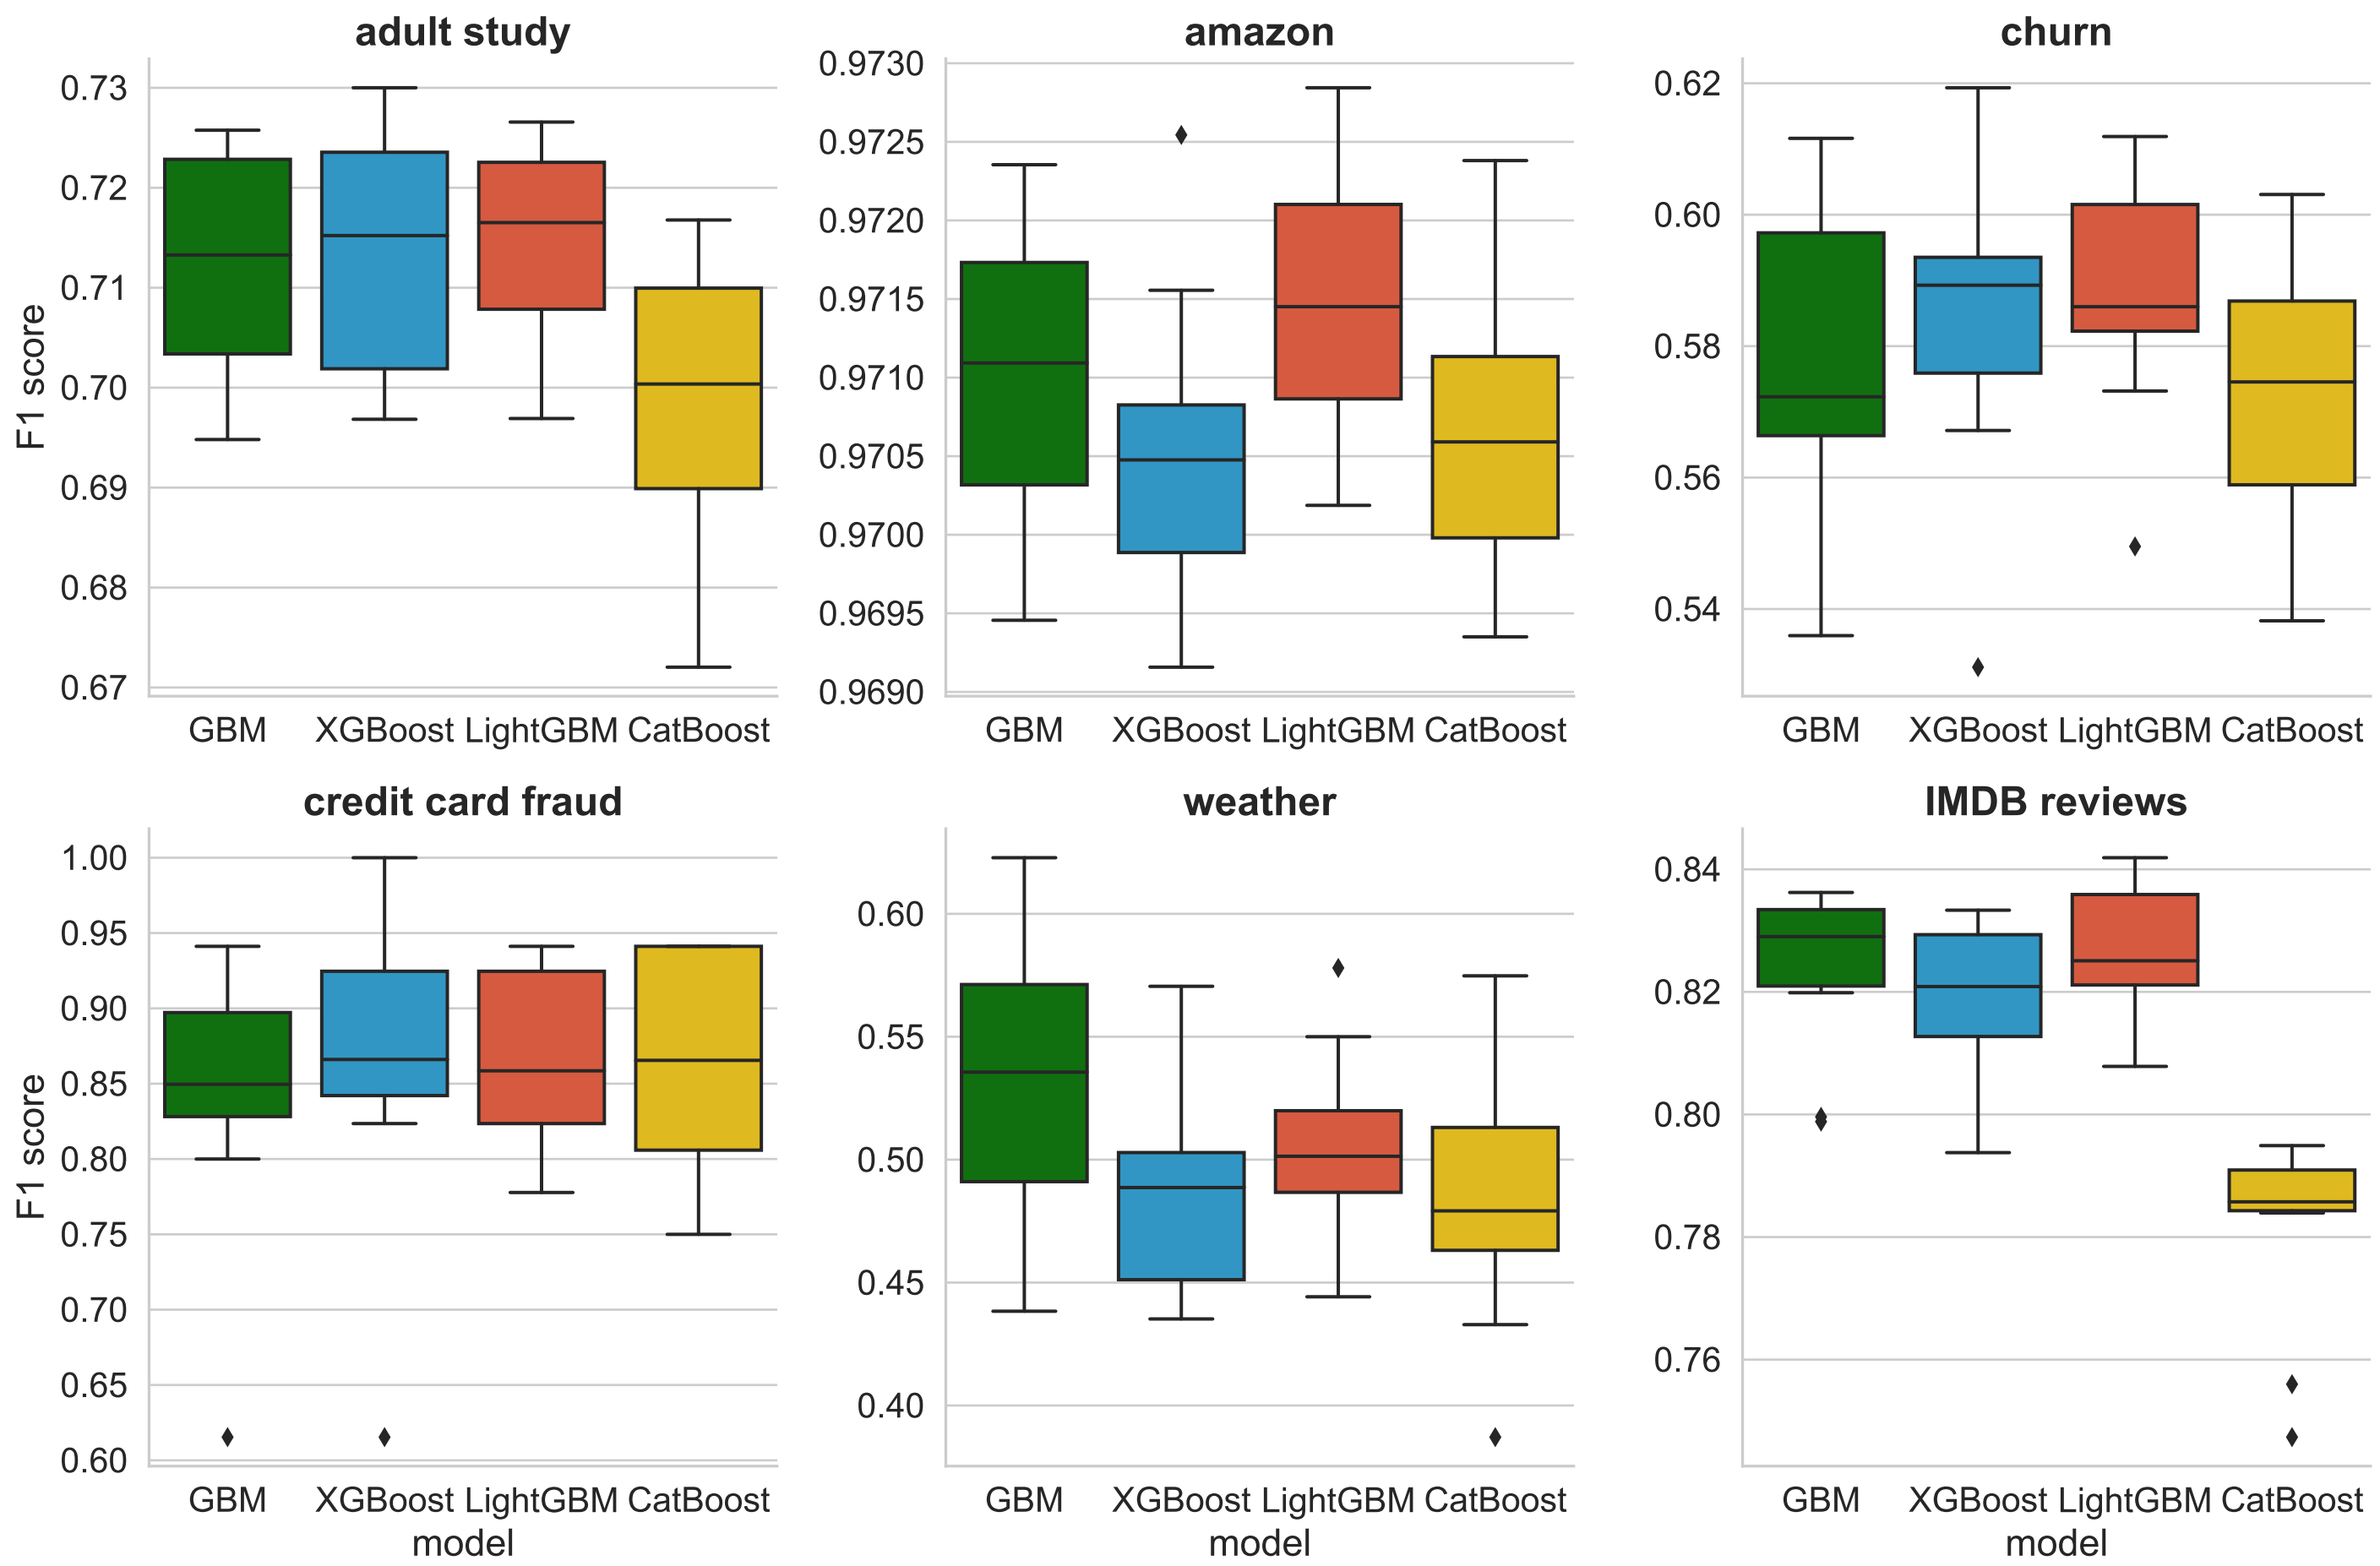 adult study
amazon
churn
F1 score
0.73
0.72
0.71
0.70
0.69
0.68
0.67
GBM XGBoost LightGBM CatBoost
0.9730
0.9725
0.9720
0.9715
0.9710
0.9705
0.9700
0.9695
0.9690
GBM XGBoost LightGBM CatBoost
0.62
0.60
0.58
0.56
0.54
GBM XGBoost LightGBM CatBoost
credit card fraud
weather
IMDB reviews
F1 score
1.00
0.95
0.90
0.85
0.80
0.75
0.70
0.65
0.60
GBM XGBoost LightGBM CatBoost
model
0.60
0.55
0.50
0.45
0.40
GBM XGBoost LightGBM CatBoost
model
0.84
0.82
0.80
0.78
0.76
GBM XGBoost LightGBM CatBoost
model